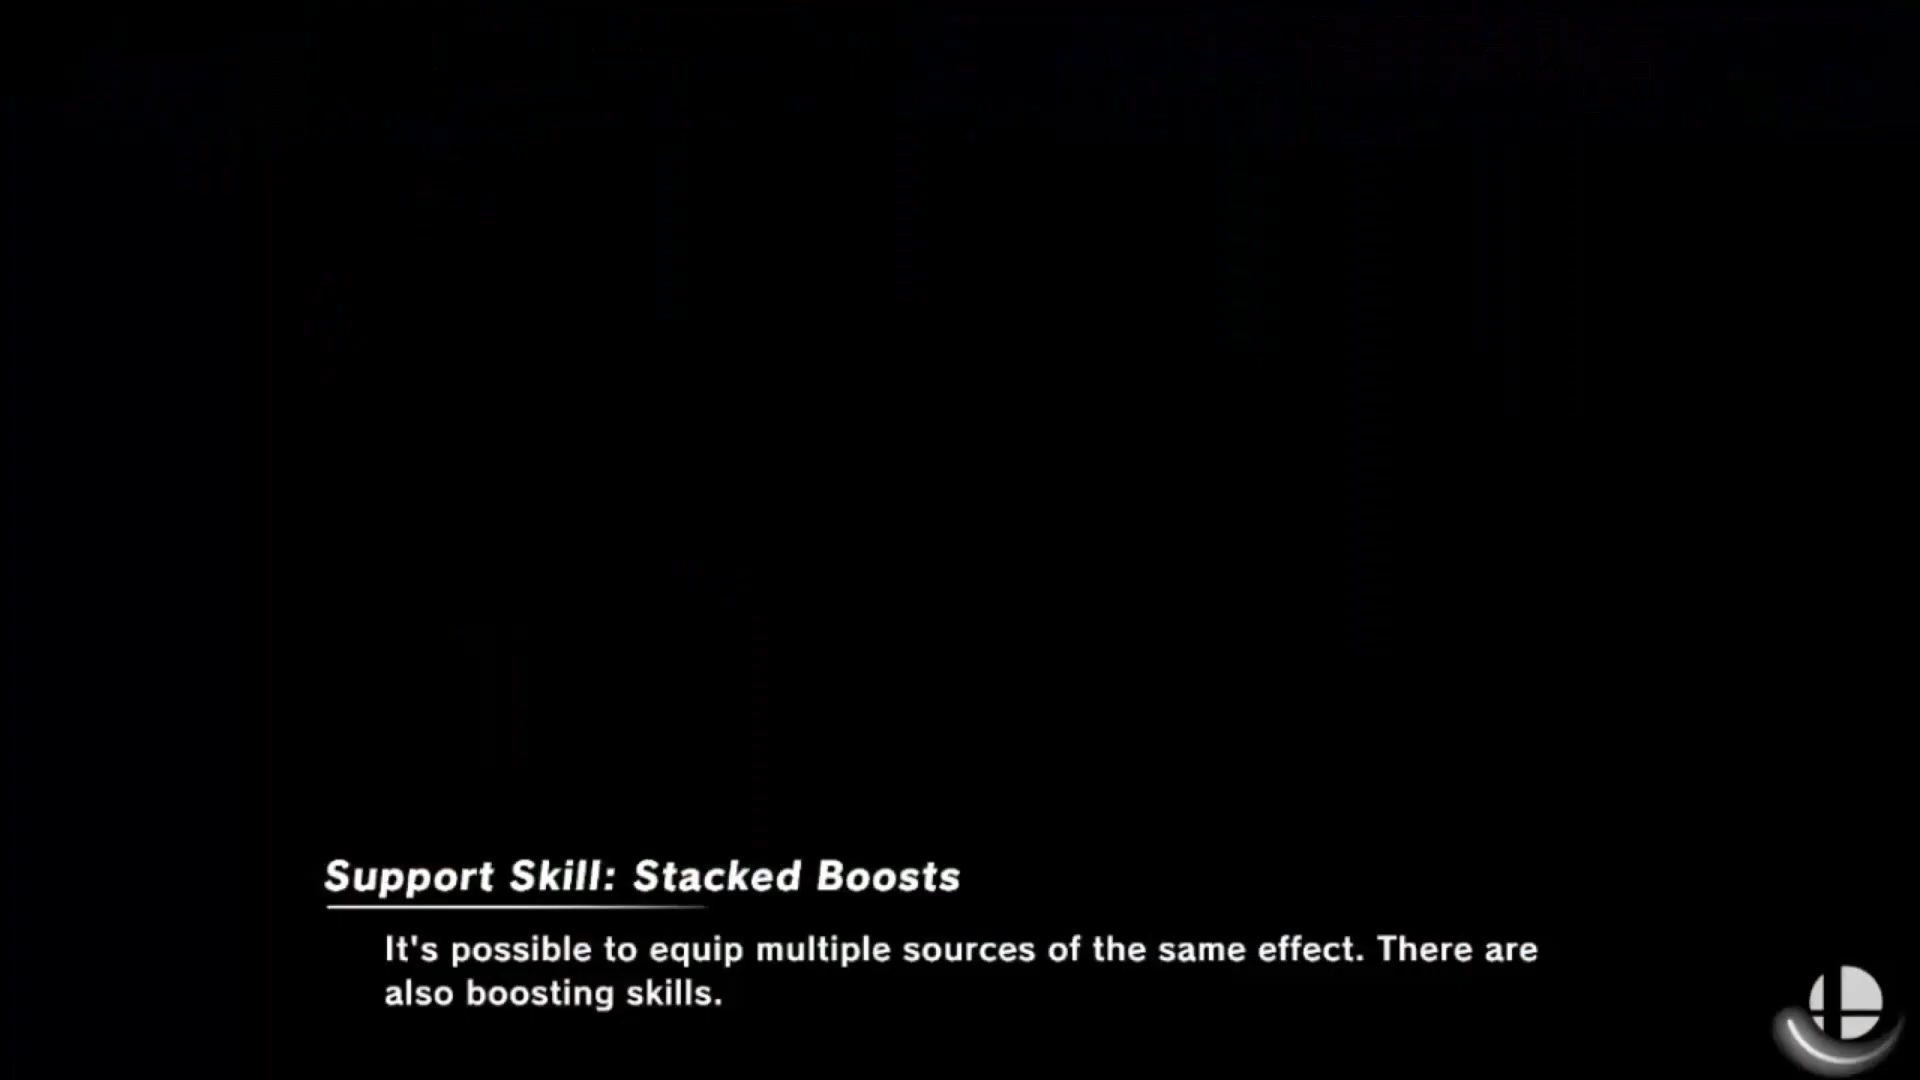 Support Skill: Stacked Boosts
It's possible to equip multiple sources of the same effect. There are
also boosting skills.